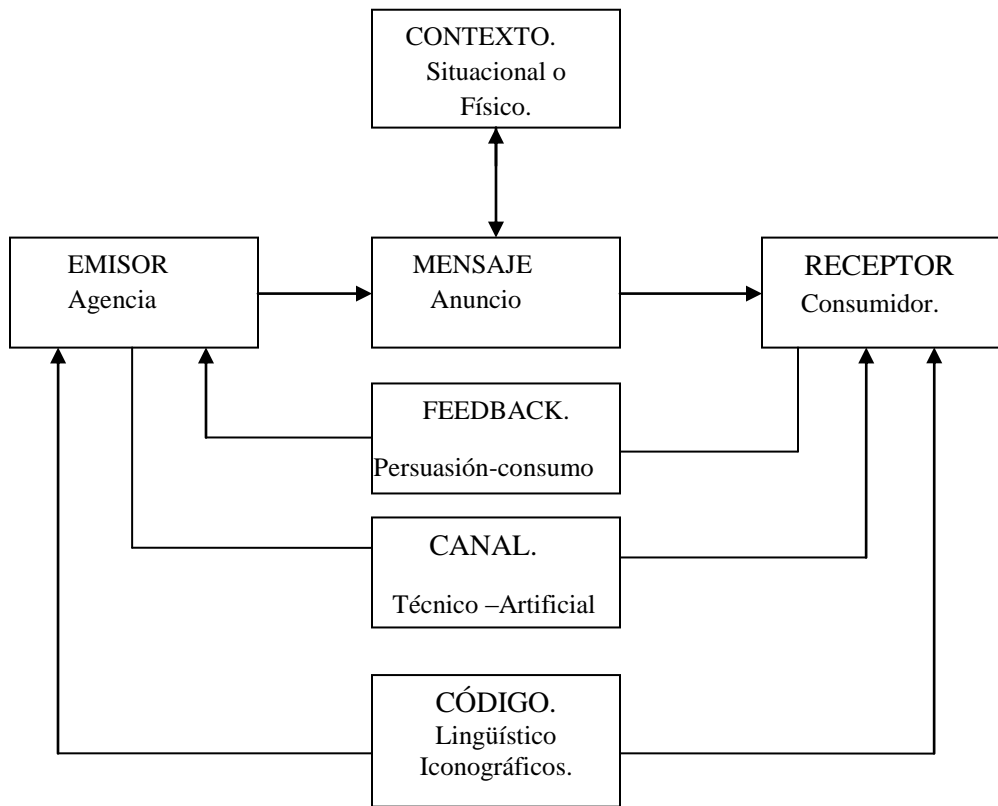 CONTEXTO.
Situacional o
Físico.
EMISOR
Agencia
MENSAJE
Anuncio
RECEPTOR
Consumidor.
FEEDBACK.
Persuasión-consumo
CANAL.
Técnico –Artificial
CÓDIGO.
Lingüístico
Iconográficos.